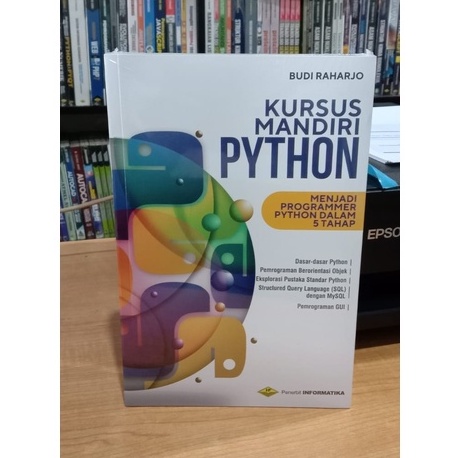 BUDI RAHARJO
KURSUS
MANDIRI
PYTHON
MENJADI
PROGRAMMER
PYTHON DALAM
5 TAHAP
Dasar-dasar Python |
Pemrograman Berorientasi Objek |
Eksplorasi Pustaka Standar Python |
Structured Query Language (SQL) |
dengan MySQL
Pemrograman GUI |
Penerbit INFORMATIKA
EPSO